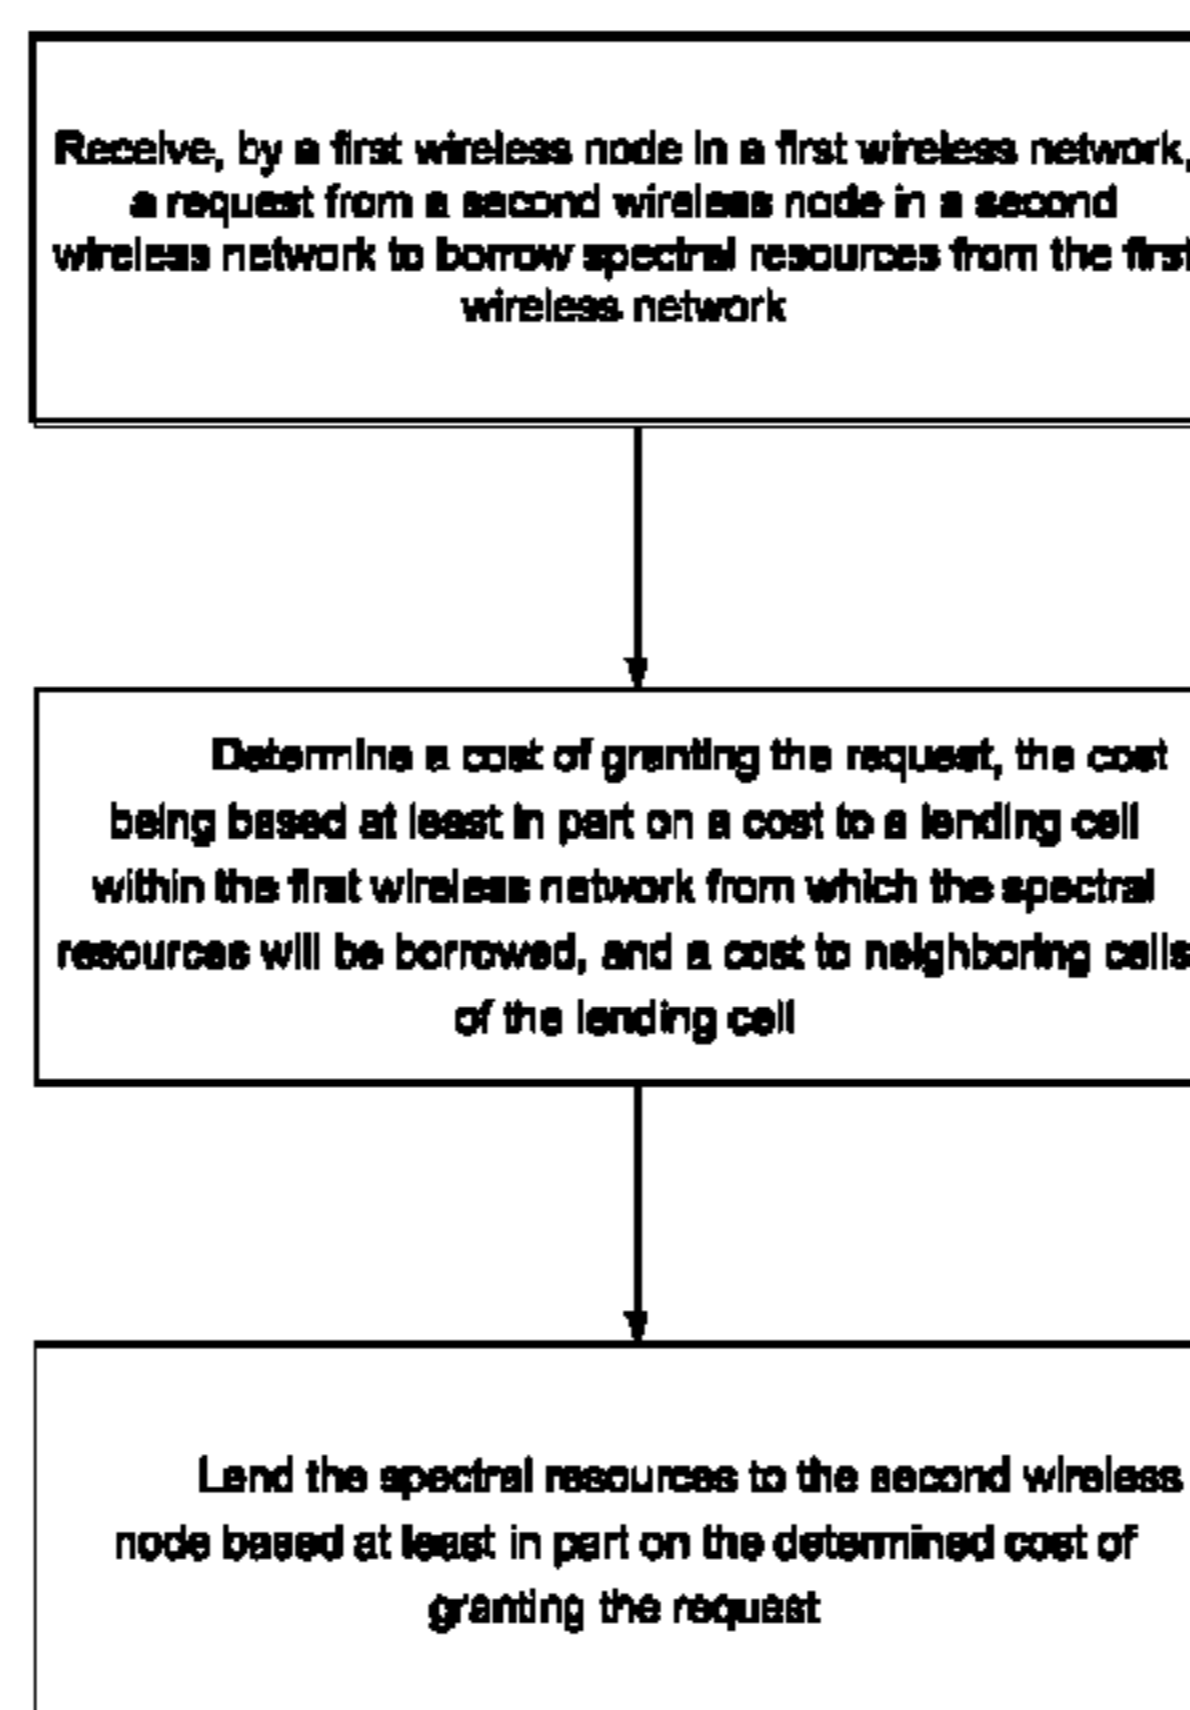 Receive, by a first wireless node in a first wireless network,
a request from a second wireless node in a second
wireless network to borrow spectral resources from the first
wireless network
Determine a cost of granting the request, the cost
being based at least in part on a cost to a lending cell
within the first wireless network from which the spectral
resources will be borrowed, and a cost to neighboring cells
of the lending cell
Lend the spectral resources to the second wireless
node based at least in part on the determined cost of
granting the request